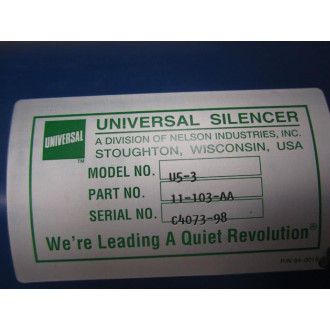 UNIVERSAL
™
UNIVERSAL SILENCER
A DIVISION OF NELSON INDUSTRIES, INC.
STOUGHTON, WISCONSIN, USA
MODEL NO. U5-3
PART NO. 11-103-AA
SERIAL NO. C4073-98
We're Leading A Quiet Revolution®